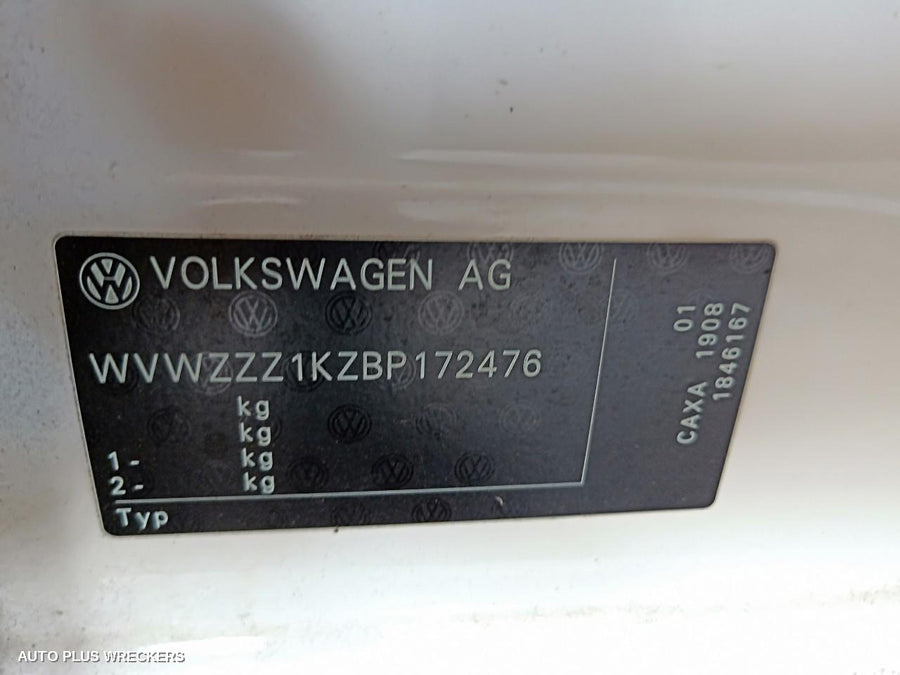 VOLKSWAGEN AG
WVWZZZ1KZBP172476
kg
kg
1- kg
2- kg
Typ
01
CAXA 1908
1846167
AUTO PLUS WRECKERS